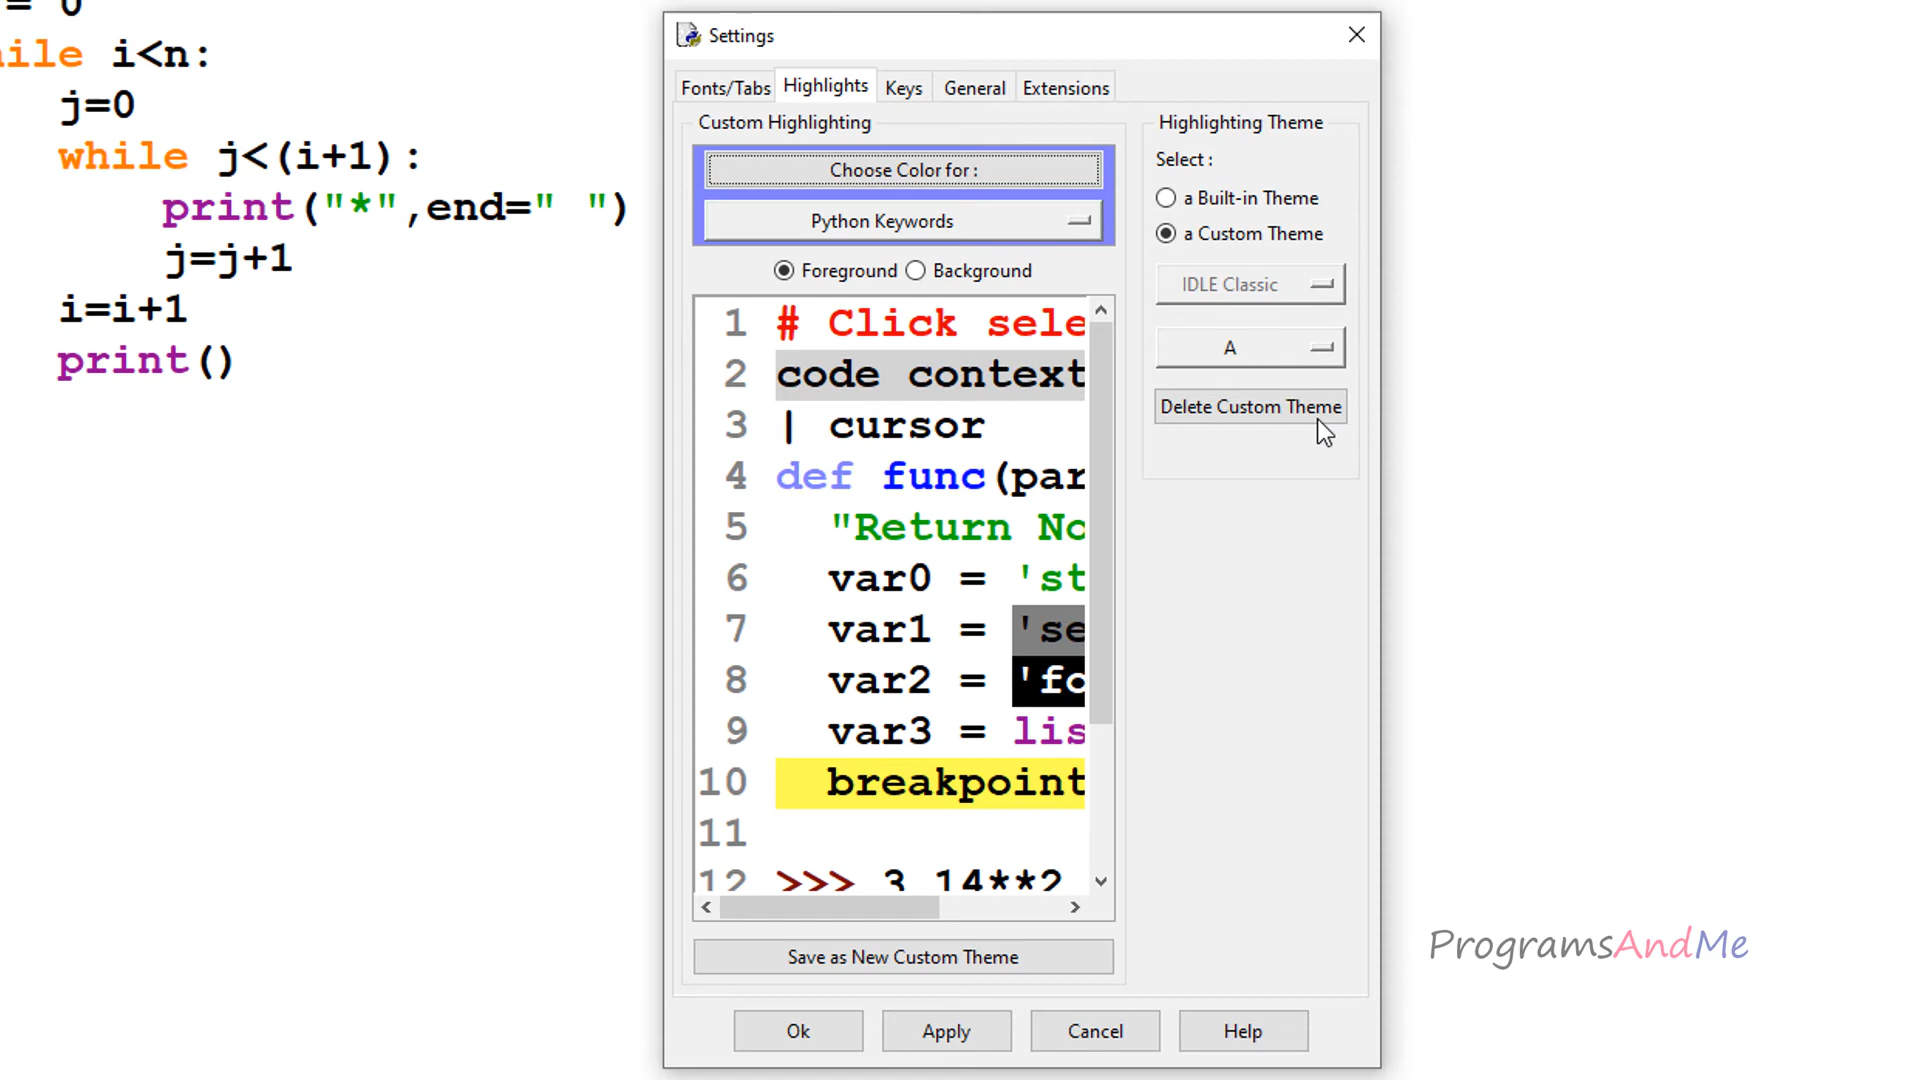 = 0
hile i<n:
j=0
while j<(i+1):
print("*",end=" ")
j=j+1
i=i+1
print()
Settings
Fonts/Tabs Highlights Keys General Extensions
Custom Highlighting
Choose Color for :
Python Keywords
Foreground Background
1 # Click sele
2 code context
3 | cursor
4 def func(par
5 "Return No
6 var0 = 'st
7 var1 = 'se
8 var2 = 'fo
9 var3 = lis
10 breakpoint
11
12 >>> 3.14**2
Save as New Custom Theme
Highlighting Theme
Select :
a Built-in Theme
a Custom Theme
IDLE Classic
A
Delete Custom Theme
Ok Apply Cancel Help
ProgramsAndMe